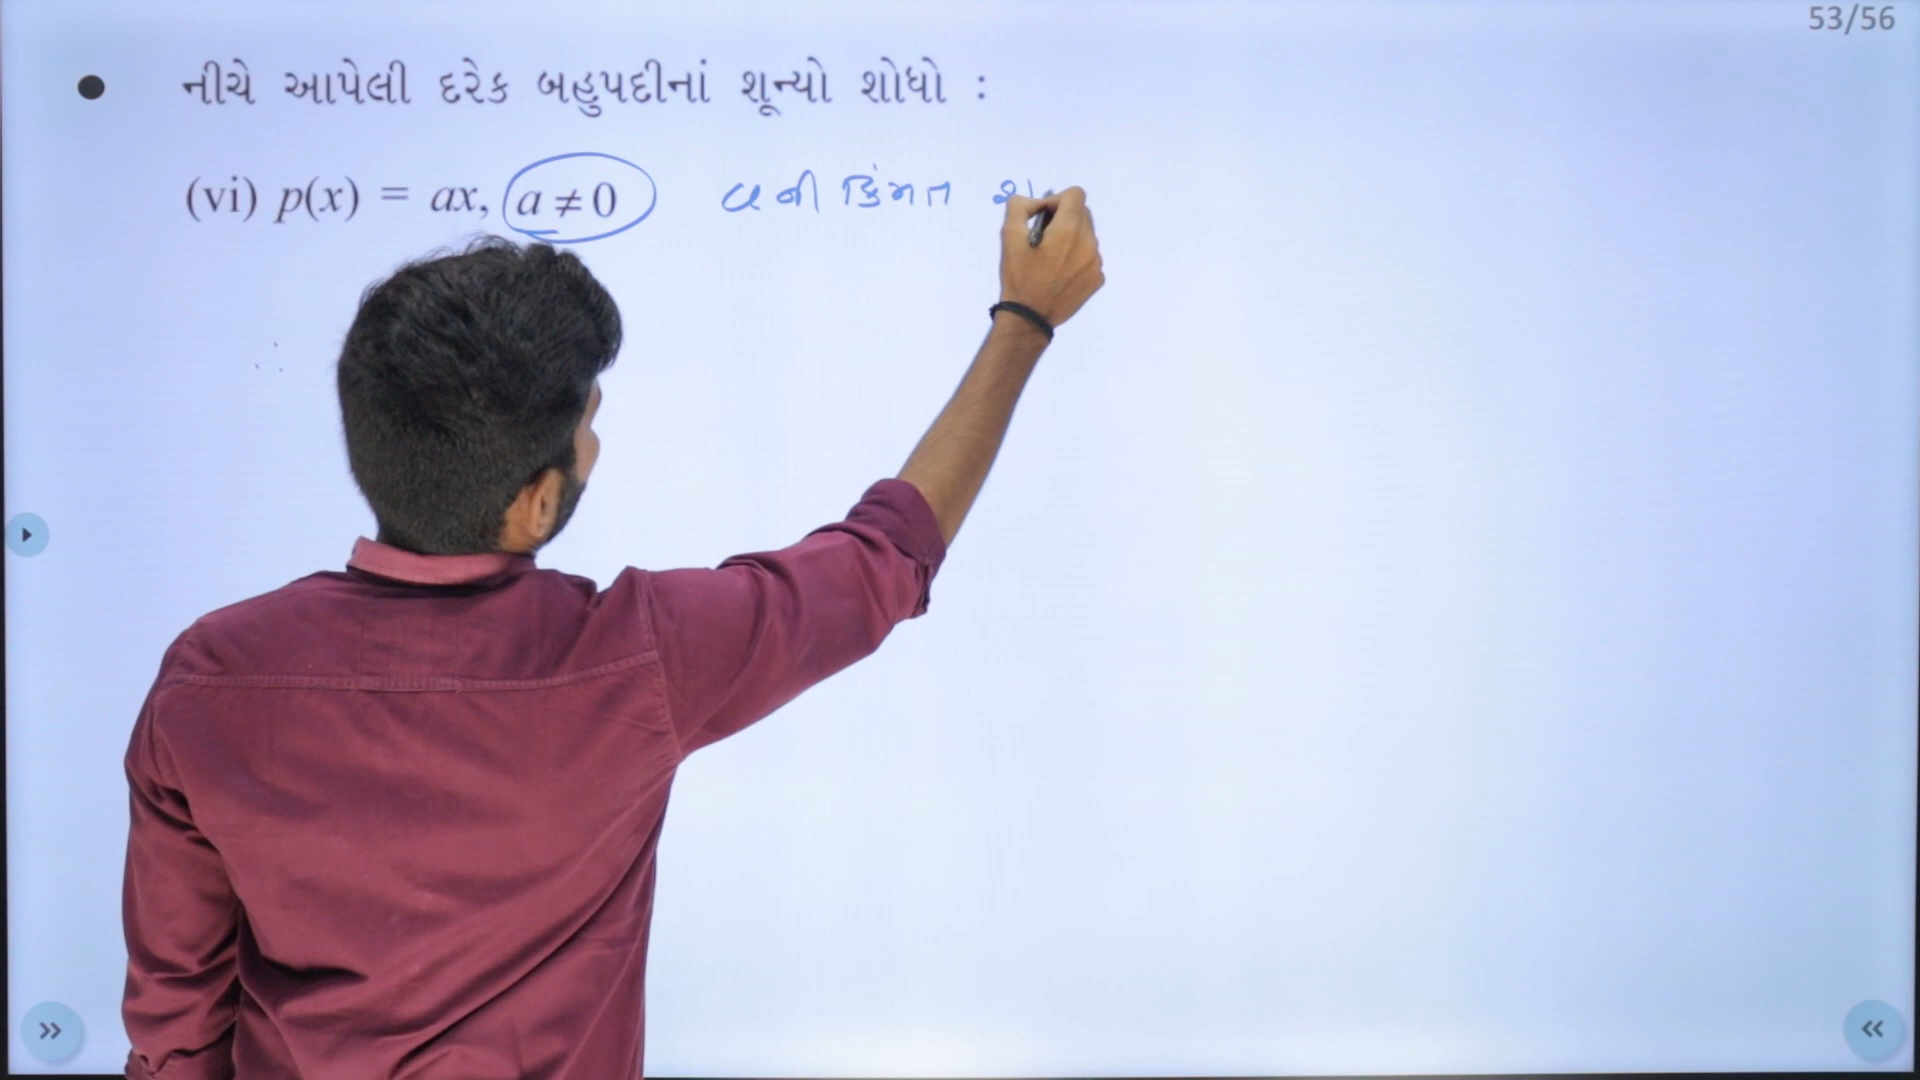 53/56
● નીચે આપેલી દરેક બહુપદીનાં શૂન્યો શોધો :
(vi) p(x) = ax, a ≠ 0 a ની કિંમત